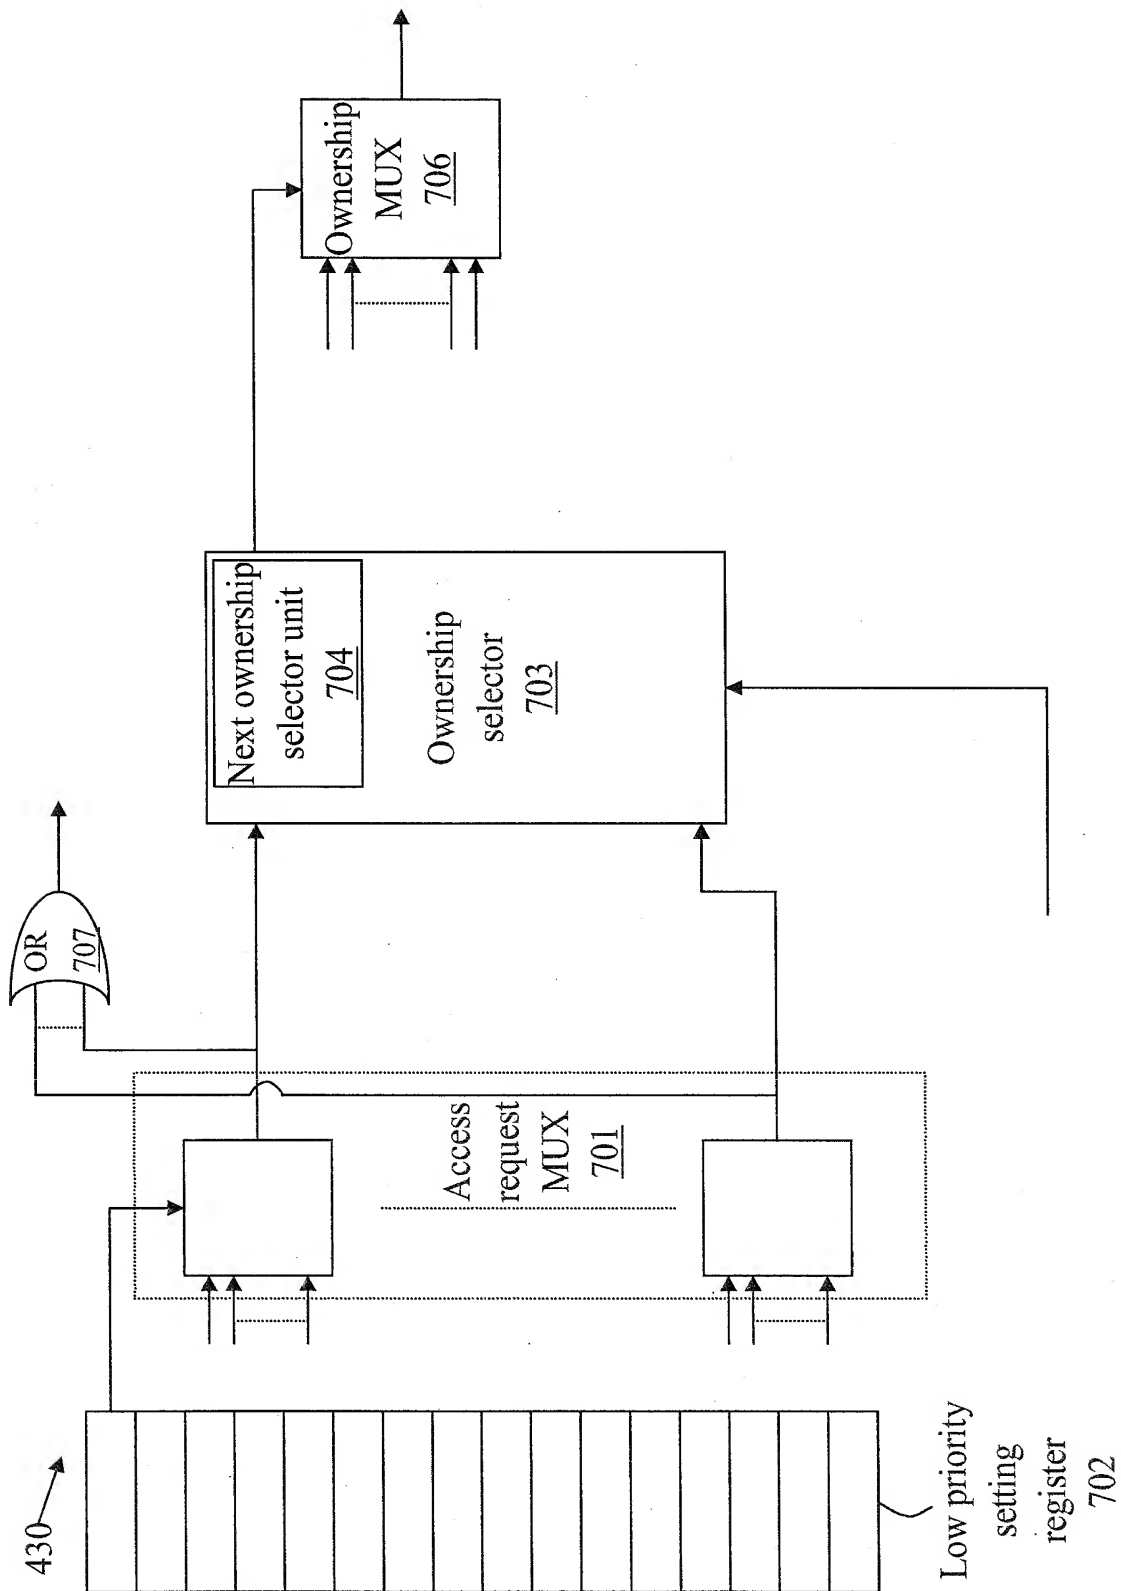 430
Low priority
setting
register
702
Access
request
MUX
701
OR
707
Next ownership
selector unit
704
Ownership
selector
703
Ownership
MUX
706